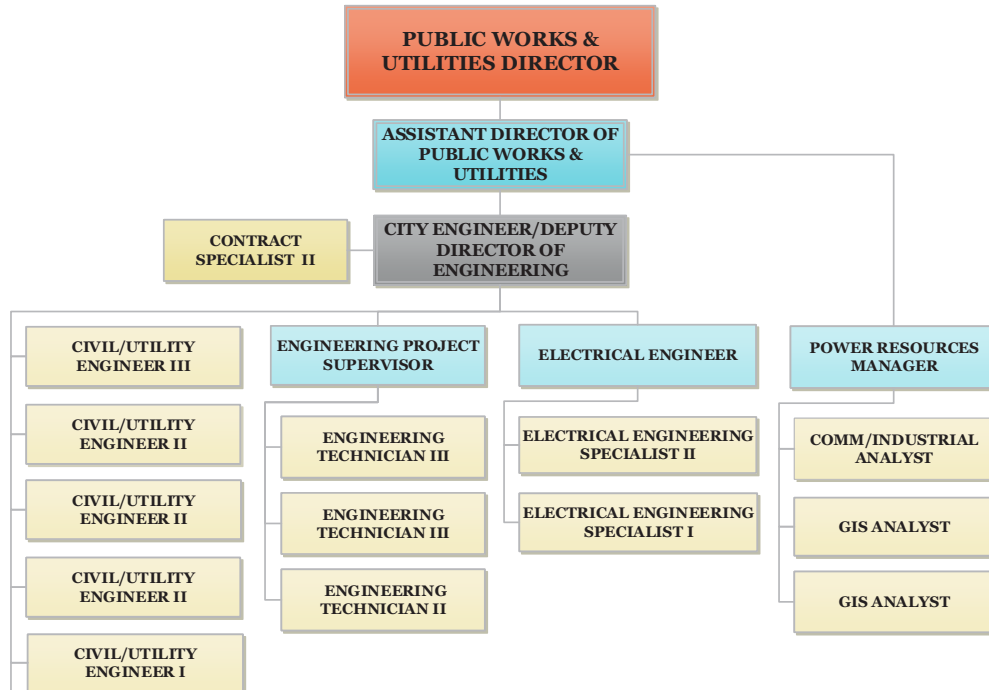 PUBLIC WORKS &
UTILITIES DIRECTOR
ASSISTANT DIRECTOR OF
PUBLIC WORKS &
UTILITIES
CONTRACT
SPECIALIST II
CITY ENGINEER/DEPUTY
DIRECTOR OF
ENGINEERING
CIVIL/UTILITY
ENGINEER III
CIVIL/UTILITY
ENGINEER II
CIVIL/UTILITY
ENGINEER II
CIVIL/UTILITY
ENGINEER II
CIVIL/UTILITY
ENGINEER I
ENGINEERING PROJECT
SUPERVISOR
ENGINEERING
TECHNICIAN III
ENGINEERING
TECHNICIAN III
ENGINEERING
TECHNICIAN II
ELECTRICAL ENGINEER
ELECTRICAL ENGINEERING
SPECIALIST II
ELECTRICAL ENGINEERING
SPECIALIST I
POWER RESOURCES
MANAGER
COMM/INDUSTRIAL
ANALYST
GIS ANALYST
GIS ANALYST